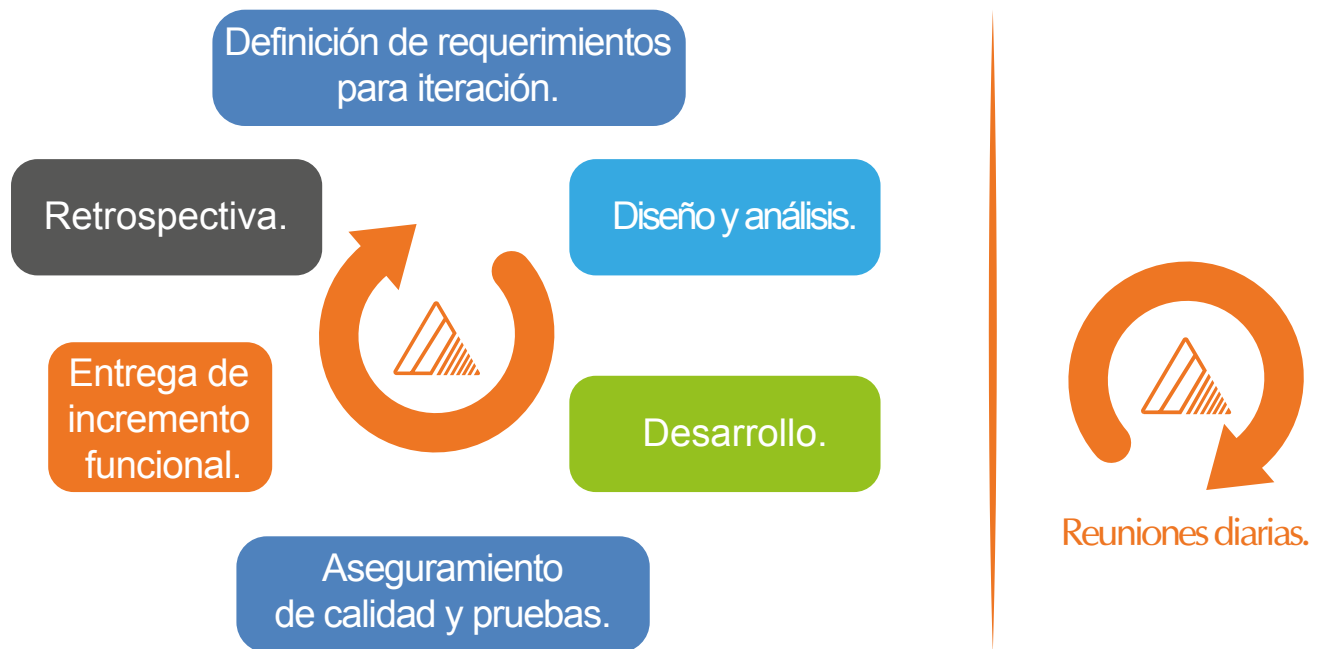 Definición de requerimientos
para iteración.
Retrospectiva.
Diseño y análisis.
Entrega de
incremento
funcional.
Desarrollo.
Aseguramiento
de calidad y pruebas.
Reuniones diarias.